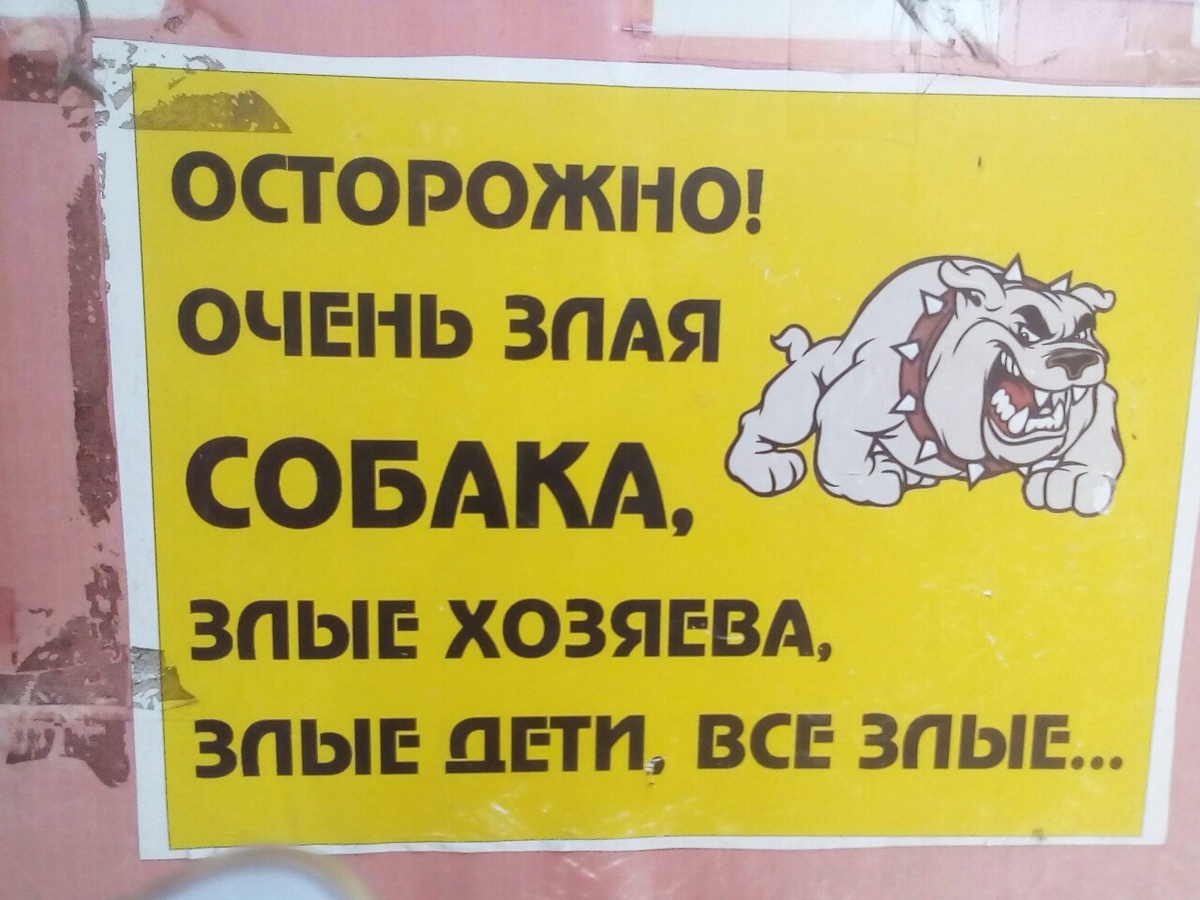 ОСТОРОЖНО!
ОЧЕНЬ ЗЛАЯ
СОБАКА,
ЗЛЫЕ ХОЗЯЕВА,
ЗЛЫЕ ДЕТИ, ВСЕ ЗЛЫЕ...